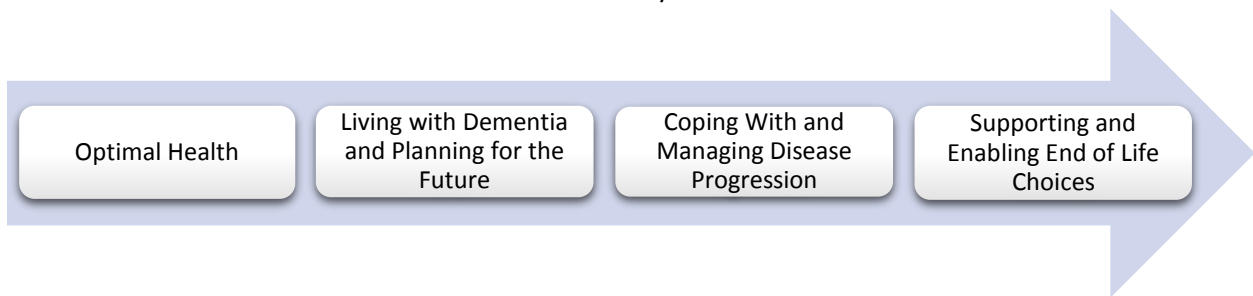 Optimal Health
Living with Dementia
and Planning for the
Future
Coping With and
Managing Disease
Progression
Supporting and
Enabling End of Life
Choices